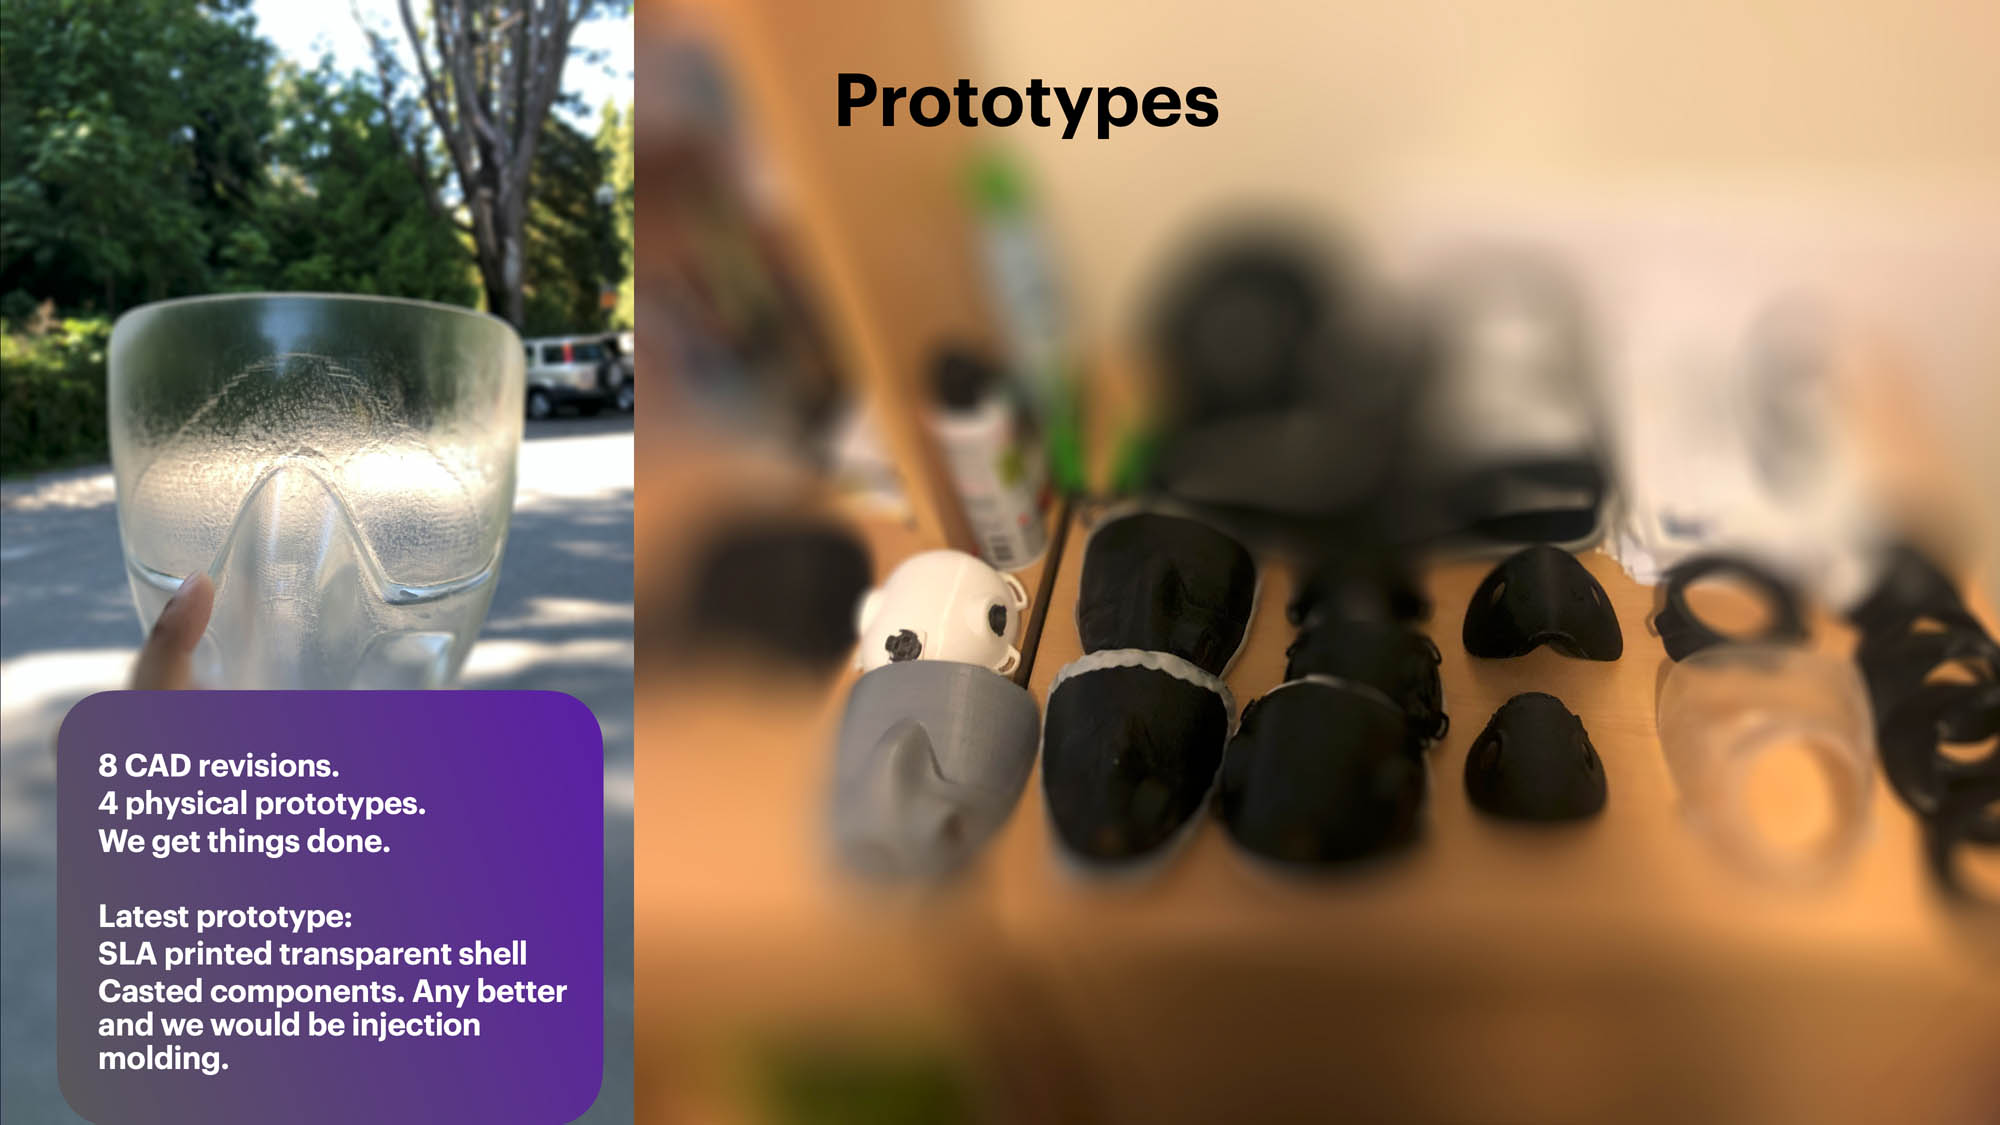 Prototypes
8 CAD revisions.
4 physical prototypes.
We get things done.
Latest prototype:
SLA printed transparent shell
Casted components. Any better
and we would be injection
molding.